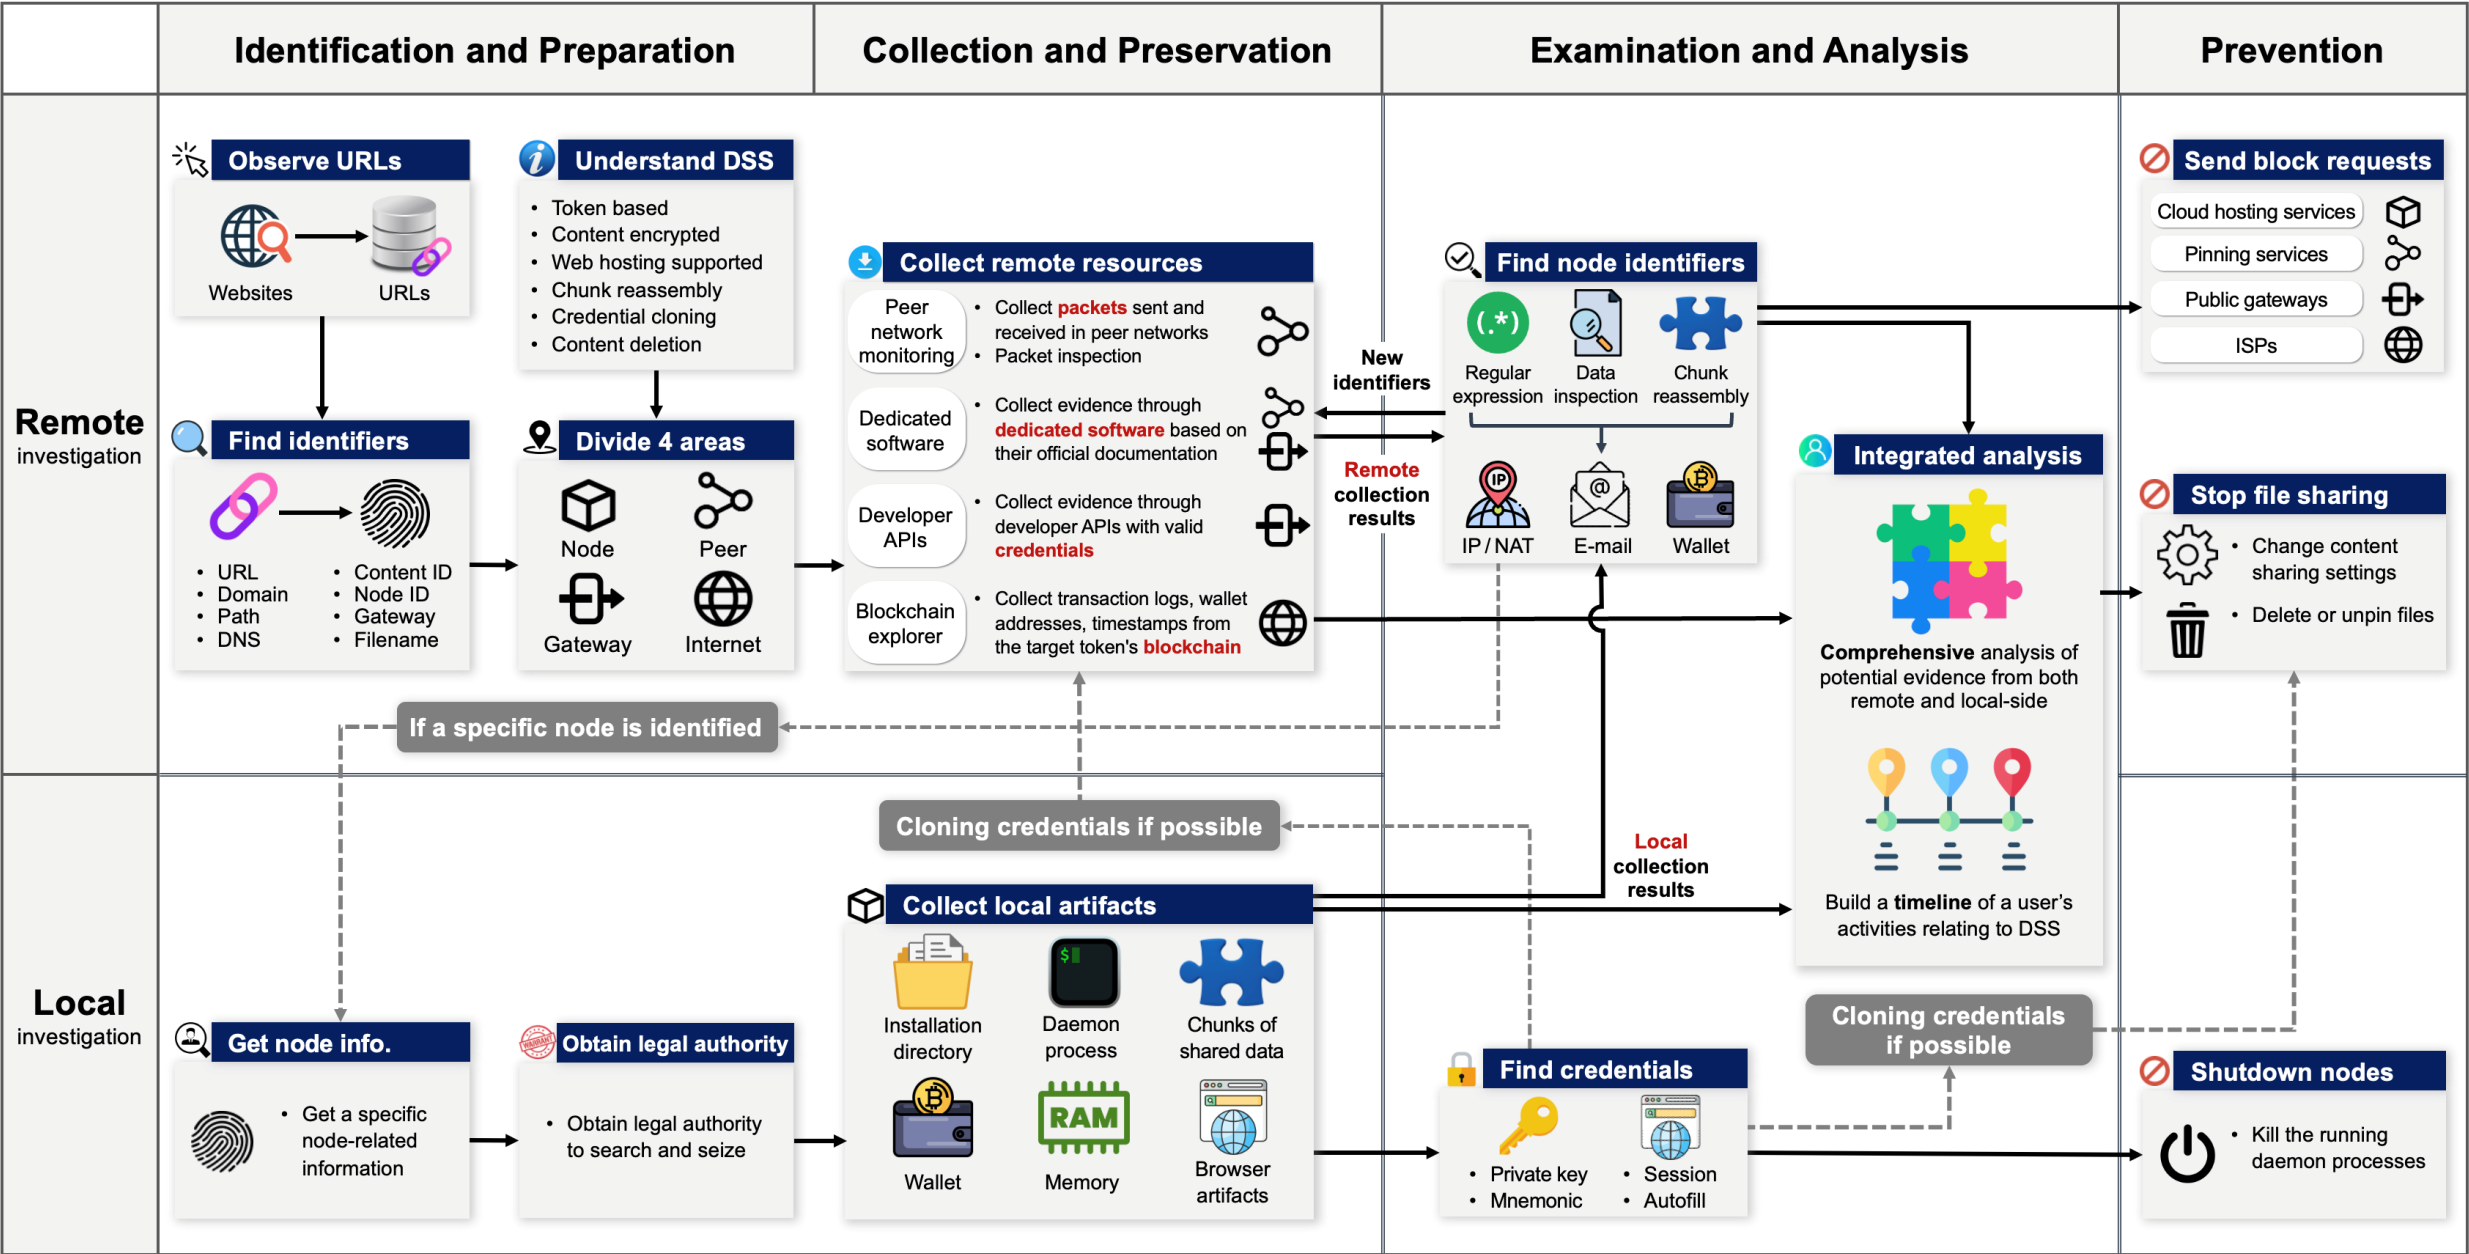 Identification and Preparation
Collection and Preservation
Examination and Analysis
Prevention
Remote
investigation
Observe URLs
Websites
URLs
Understand DSS
• Token based
• Content encrypted
• Web hosting supported
• Chunk reassembly
• Credential cloning
• Content deletion
Find identifiers
• URL
• Domain
• Path
• DNS
• Content ID
• Node ID
• Gateway
• Filename
Divide 4 areas
Node
Peer
Gateway
Internet
Collect remote resources
Peer
network
monitoring
• Collect packets sent and
received in peer networks
• Packet inspection
Dedicated
software
• Collect evidence through
dedicated software based on
their official documentation
Developer
APIs
• Collect evidence through
developer APIs with valid
credentials
Blockchain
explorer
• Collect transaction logs, wallet
addresses, timestamps from
the target token's blockchain
New
identifiers
Remote
collection
results
Find node identifiers
(.*)
Regular
expression
Data
inspection
Chunk
reassembly
IP
@
IP / NAT
E-mail
Wallet
Integrated analysis
Comprehensive analysis of
potential evidence from both
remote and local-side
Build a timeline of a user's
activities relating to DSS
Send block requests
Cloud hosting services
Pinning services
Public gateways
ISPs
Stop file sharing
• Change content
sharing settings
• Delete or unpin files
If a specific node is identified
Cloning credentials if possible
Local
collection
results
Local
investigation
Get node info.
• Get a specific
node-related
information
WARRANT
Obtain legal authority
• Obtain legal authority
to search and seize
Collect local artifacts
$
Installation
directory
Daemon
process
Chunks of
shared data
RAM
Wallet
Memory
Browser
artifacts
Find credentials
• Private key
• Mnemonic
• Session
• Autofill
Cloning credentials
if possible
Shutdown nodes
• Kill the running
daemon processes